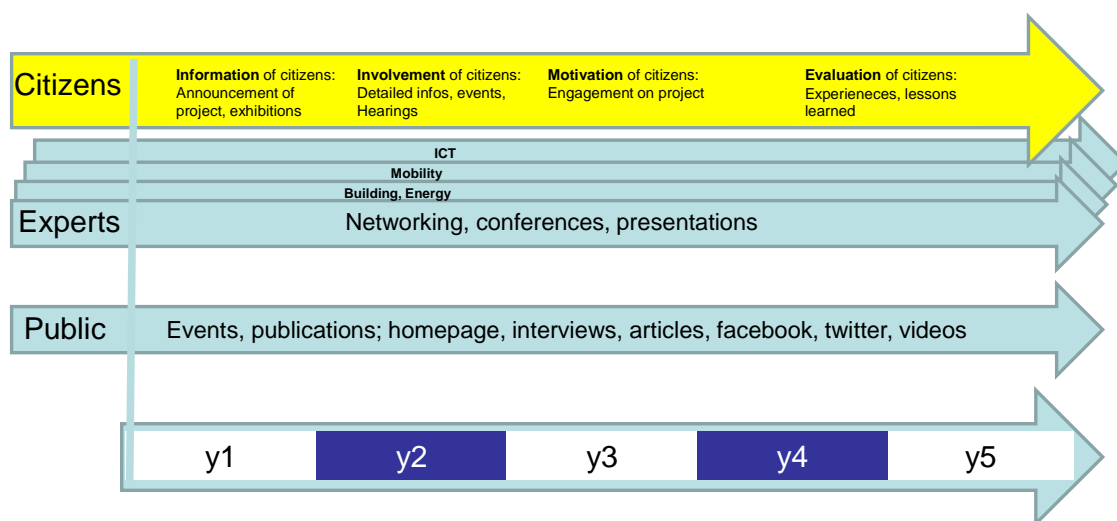 Citizens
Information of citizens:
Announcement of
project, exhibitions
Involvement of citizens:
Detailed infos, events,
Hearings
Motivation of citizens:
Engagement on project
Evaluation of citizens:
Experieneces, lessons
learned
ICT
Mobility
Building, Energy
Experts
Networking, conferences, presentations
Public
Events, publications; homepage, interviews, articles, facebook, twitter, videos
y1
y2
y3
y4
y5